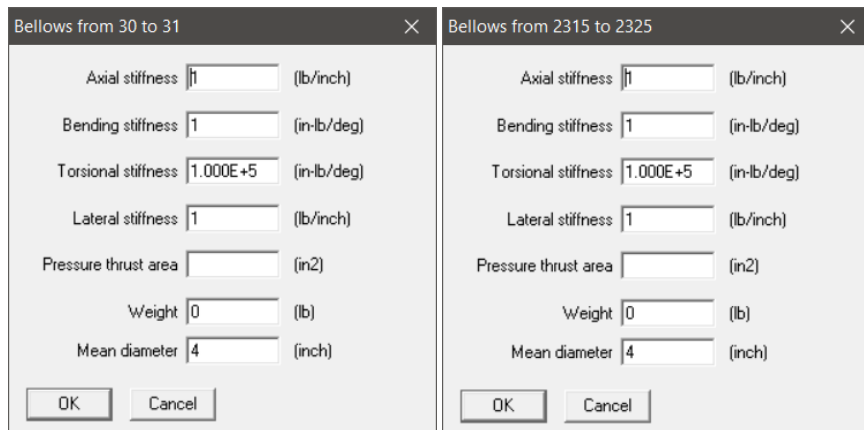 Bellows from 30 to 31
Axial stiffness 1 (lb/inch)
Bending stiffness 1 (in-lb/deg)
Torsional stiffness 1.000E+5 (in-lb/deg)
Lateral stiffness 1 (lb/inch)
Pressure thrust area (in2)
Weight 0 (lb)
Mean diameter 4 (inch)
OK Cancel
Bellows from 2315 to 2325
Axial stiffness 1 (lb/inch)
Bending stiffness 1 (in-lb/deg)
Torsional stiffness 1.000E+5 (in-lb/deg)
Lateral stiffness 1 (lb/inch)
Pressure thrust area (in2)
Weight 0 (lb)
Mean diameter 4 (inch)
OK Cancel